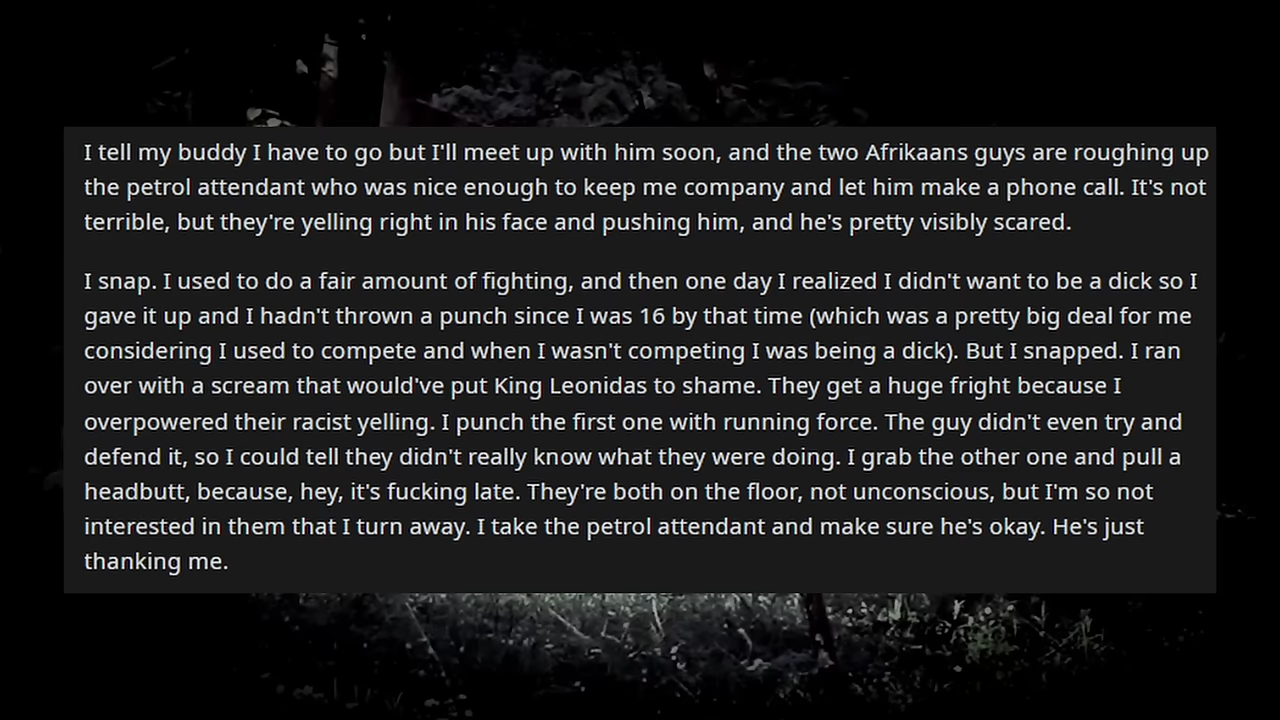 I tell my buddy I have to go but I'll meet up with him soon, and the two Afrikaans guys are roughing up
the petrol attendant who was nice enough to keep me company and let him make a phone call. It's not
terrible, but they're yelling right in his face and pushing him, and he's pretty visibly scared.
I snap. I used to do a fair amount of fighting, and then one day I realized I didn't want to be a dick so I
gave it up and I hadn't thrown a punch since I was 16 by that time (which was a pretty big deal for me
considering I used to compete and when I wasn't competing I was being a dick). But I snapped. I ran
over with a scream that would've put King Leonidas to shame. They get a huge fright because I
overpowered their racist yelling. I punch the first one with running force. The guy didn't even try and
defend it, so I could tell they didn't really know what they were doing. I grab the other one and pull a
headbutt, because, hey, it's fucking late. They're both on the floor, not unconscious, but I'm so not
interested in them that I turn away. I take the petrol attendant and make sure he's okay. He's just
thanking me.